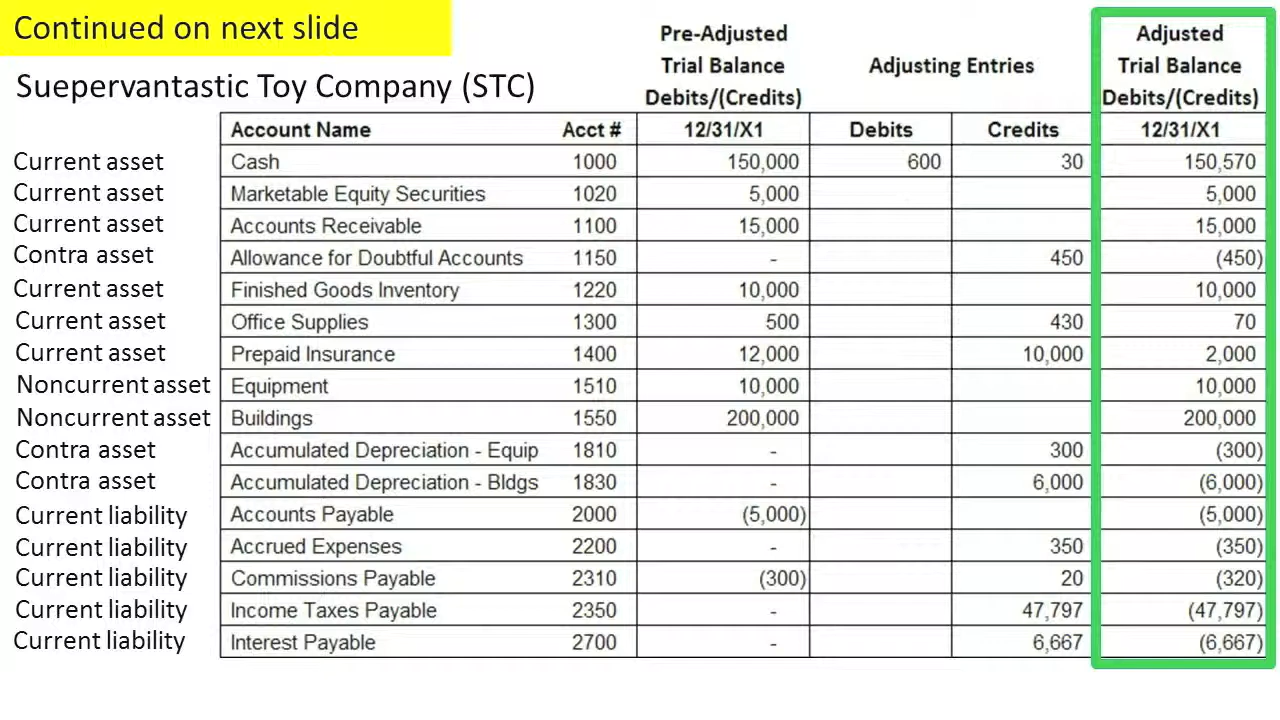 Continued on next slide
Suepervantastic Toy Company (STC)
Pre-Adjusted Trial Balance Debits/(Credits) Adjusting Entries Adjusted Trial Balance Debits/(Credits)
Account Name Acct # 12/31/X1 Debits Credits 12/31/X1
Current asset Cash 1000 150,000 600 30 150,570
Current asset Marketable Equity Securities 1020 5,000 5,000
Current asset Accounts Receivable 1100 15,000 15,000
Contra asset Allowance for Doubtful Accounts 1150 - 450 (450)
Current asset Finished Goods Inventory 1220 10,000 10,000
Current asset Office Supplies 1300 500 430 70
Current asset Prepaid Insurance 1400 12,000 10,000 2,000
Noncurrent asset Equipment 1510 10,000 10,000
Noncurrent asset Buildings 1550 200,000 200,000
Contra asset Accumulated Depreciation - Equip 1810 - 300 (300)
Contra asset Accumulated Depreciation - Bldgs 1830 - 6,000 (6,000)
Current liability Accounts Payable 2000 (5,000) (5,000)
Current liability Accrued Expenses 2200 - 350 (350)
Current liability Commissions Payable 2310 (300) 20 (320)
Current liability Income Taxes Payable 2350 - 47,797 (47,797)
Current liability Interest Payable 2700 - 6,667 (6,667)